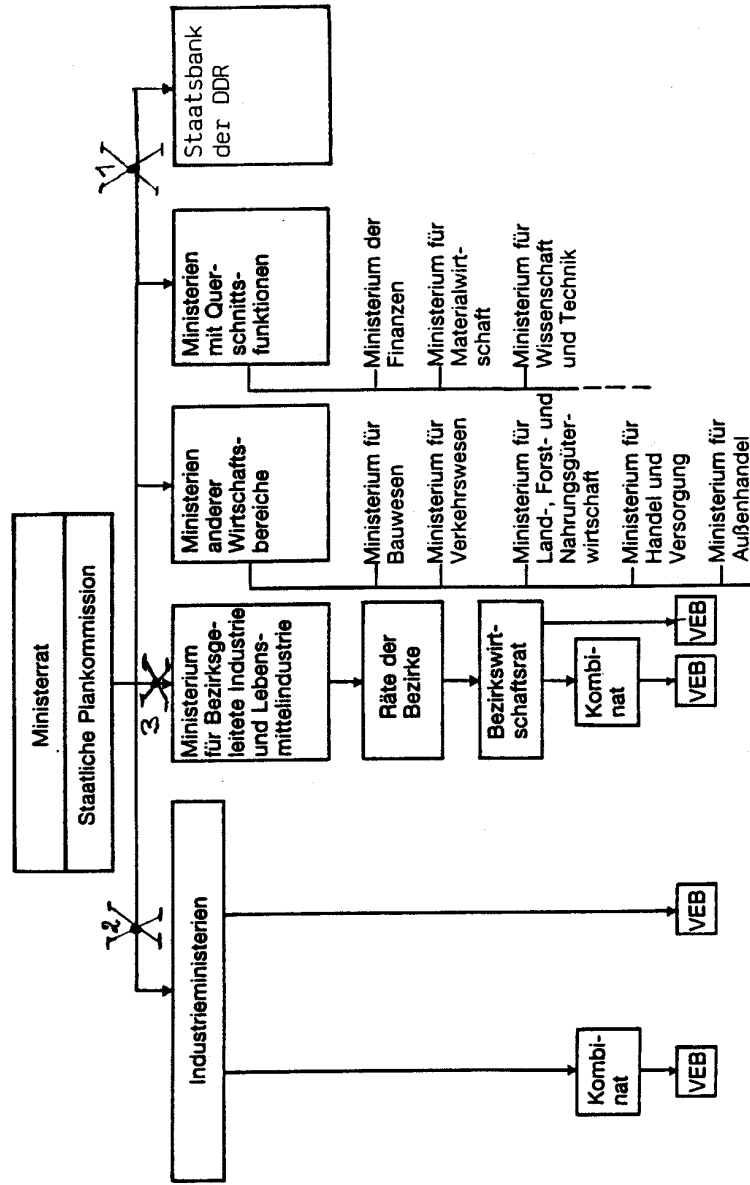 Ministerrat
Staatliche Plankommission
2
3
1
Industrieministerien
Ministerium
für Bezirksge-
leitete Industrie
und Lebens-
mittelindustrie
Ministerien
anderer
Wirtschafts-
bereiche
Ministerien
mit Quer-
schnitts-
funktionen
Staatsbank
der DDR
Räte der
Bezirke
Bezirkswirt-
schaftsrat
Kombi-
nat
VEB
VEB
Kombi-
nat
VEB
VEB
Ministerium für
Bauwesen
Ministerium für
Verkehrswesen
Ministerium für
Land-, Forst- und
Nahrungsgüter-
wirtschaft
Ministerium für
Handel und
Versorgung
Ministerium für
Außenhandel
Ministerium der
Finanzen
Ministerium für
Materialwirt-
schaft
Ministerium für
Wissenschaft
und Technik